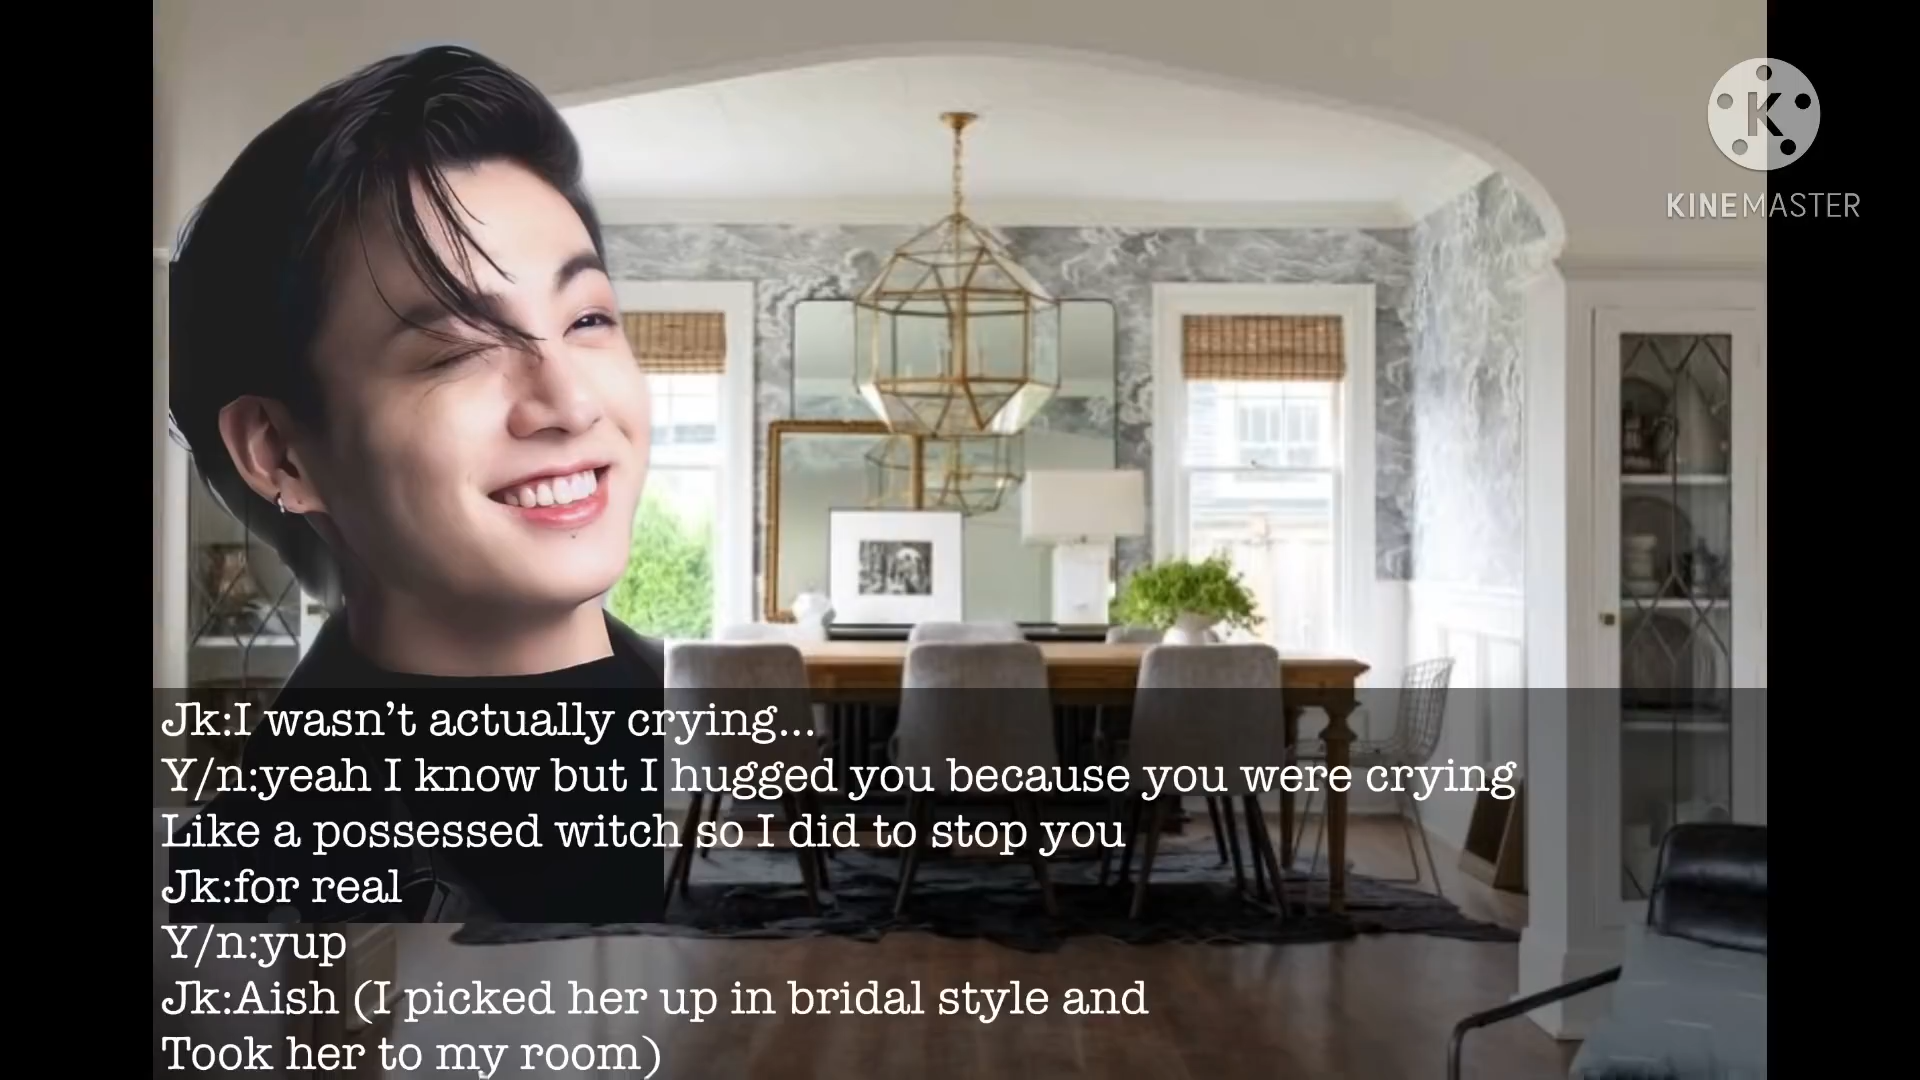 K
KINEMASTER
Jk:I wasn't actually crying...
Y/n:yeah I know but I hugged you because you were crying
Like a possessed witch so I did to stop you
Jk:for real
Y/n:yup
Jk:Aish (I picked her up in bridal style and
Took her to my room)